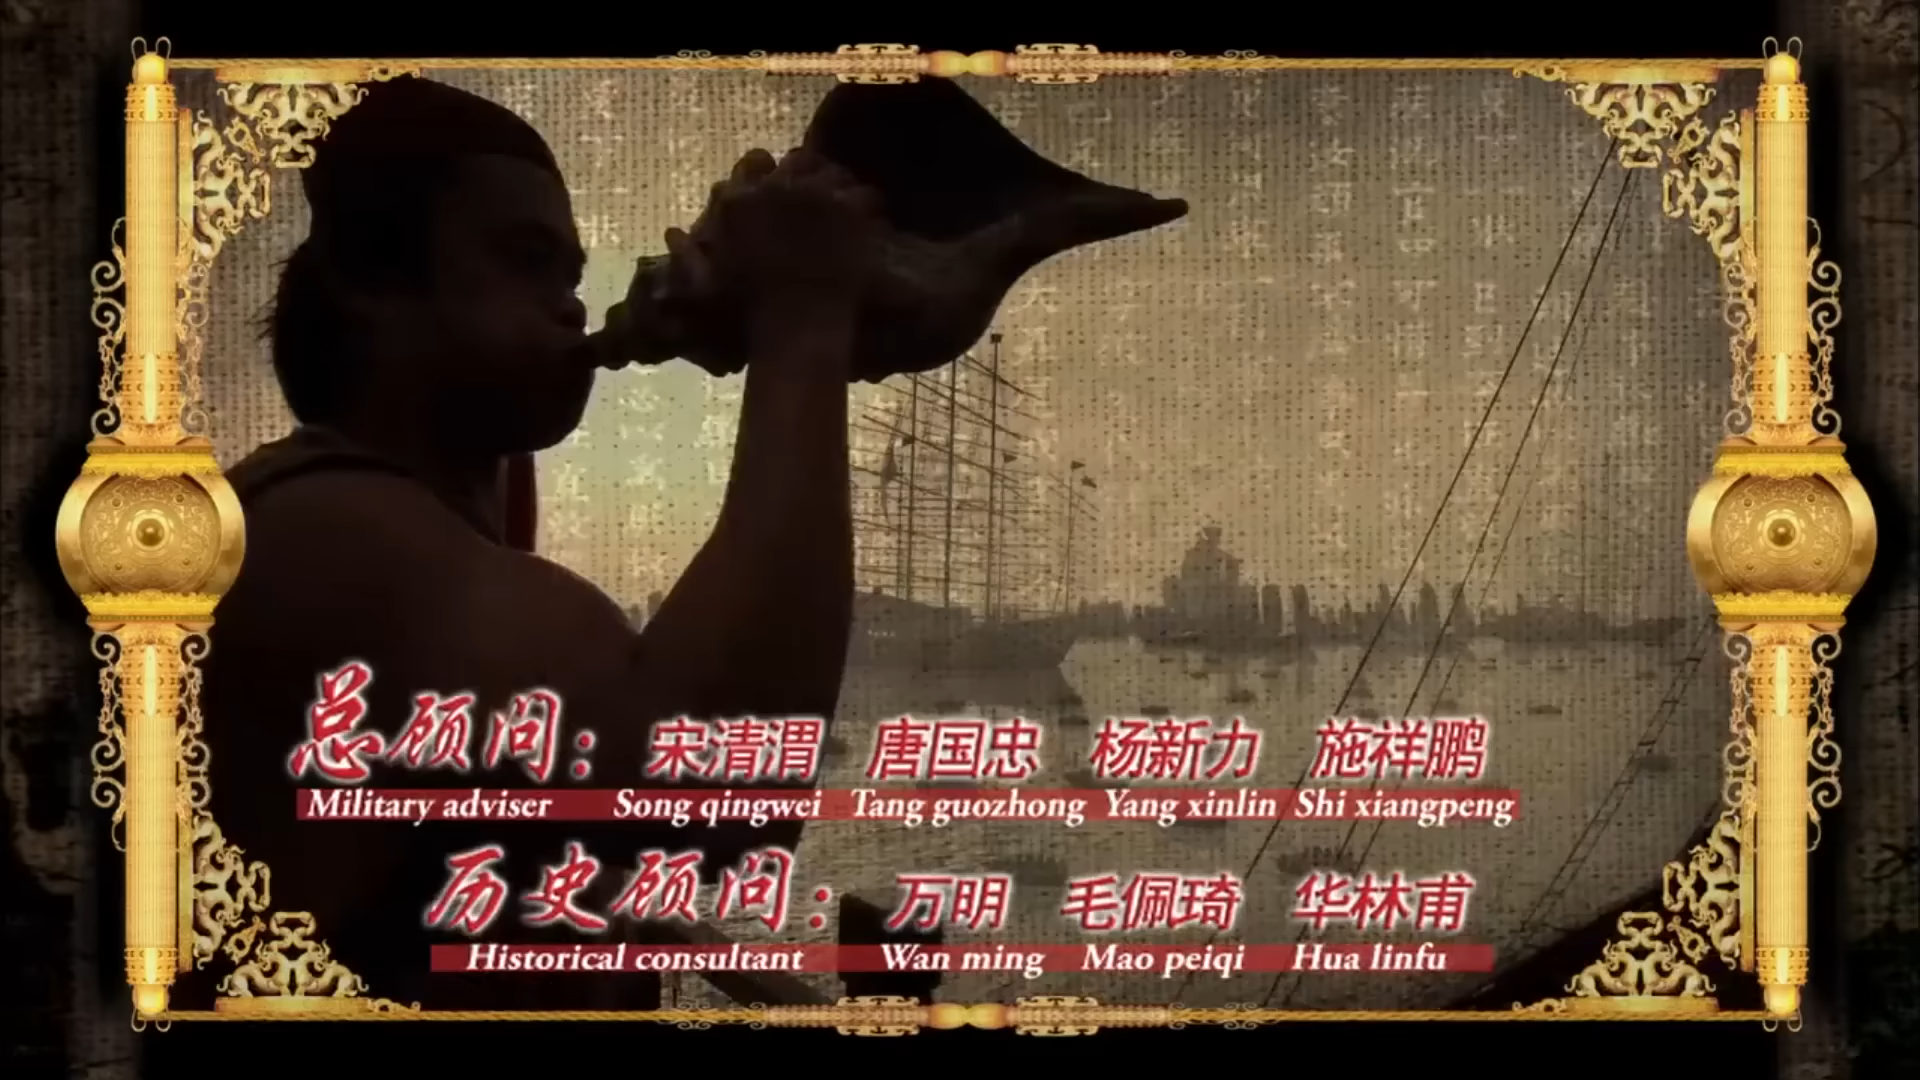 总顾问：宋清渭 唐国忠 杨新力 施祥鹏
Military adviser Song qingwei Tang guozhong Yang xinlin Shi xiangpeng
历史顾问：万明 毛佩琦 华林甫
Historical consultant Wan ming Mao peiqi Hua linfu